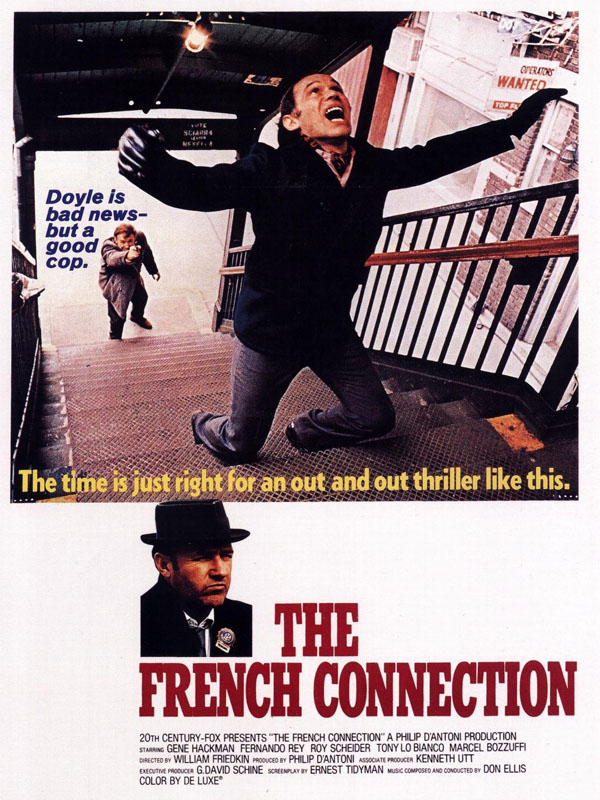 OPERATORS
WANTED
VOTE
SCIARRA
Doyle is
bad news–
but a
good
cop.
The time is just right for an out and out thriller like this.
THE
FRENCH CONNECTION
20TH CENTURY-FOX PRESENTS "THE FRENCH CONNECTION" A PHILIP D'ANTONI PRODUCTION
STARRING GENE HACKMAN FERNANDO REY ROY SCHEIDER TONY LO BIANCO MARCEL BOZZUFFI
DIRECTED BY WILLIAM FRIEDKIN PRODUCED BY PHILIP D'ANTONI ASSOCIATE PRODUCER KENNETH UTT
EXECUTIVE PRODUCER G. DAVID SCHINE SCREENPLAY BY ERNEST TIDYMAN MUSIC COMPOSED AND CONDUCTED BY DON ELLIS
COLOR BY DE LUXE®